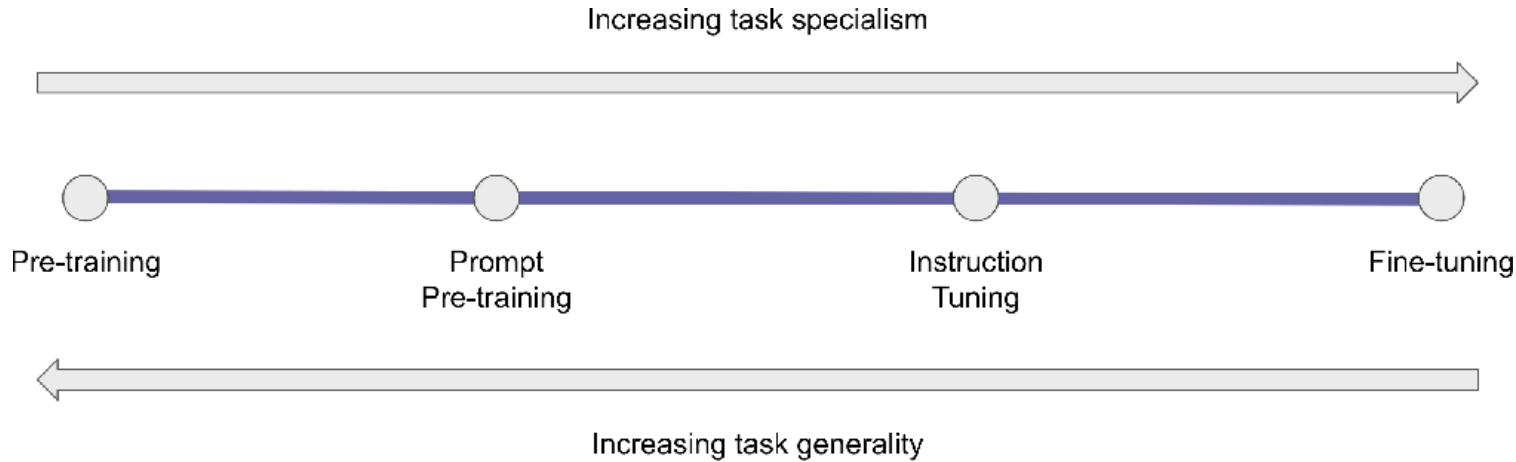 Increasing task specialism
Pre-training
Prompt
Pre-training
Instruction
Tuning
Fine-tuning
Increasing task generality